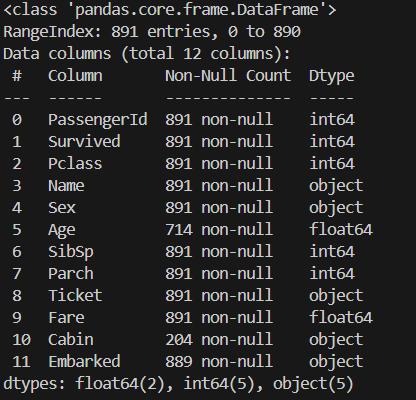 <class 'pandas.core.frame.DataFrame'>
RangeIndex: 891 entries, 0 to 890
Data columns (total 12 columns):
 #   Column       Non-Null Count  Dtype
---  ------       --------------  -----
 0   PassengerId  891 non-null    int64
 1   Survived     891 non-null    int64
 2   Pclass       891 non-null    int64
 3   Name         891 non-null    object
 4   Sex          891 non-null    object
 5   Age          714 non-null    float64
 6   SibSp        891 non-null    int64
 7   Parch        891 non-null    int64
 8   Ticket       891 non-null    object
 9   Fare         891 non-null    float64
 10  Cabin        204 non-null    object
 11  Embarked     889 non-null    object
dtypes: float64(2), int64(5), object(5)